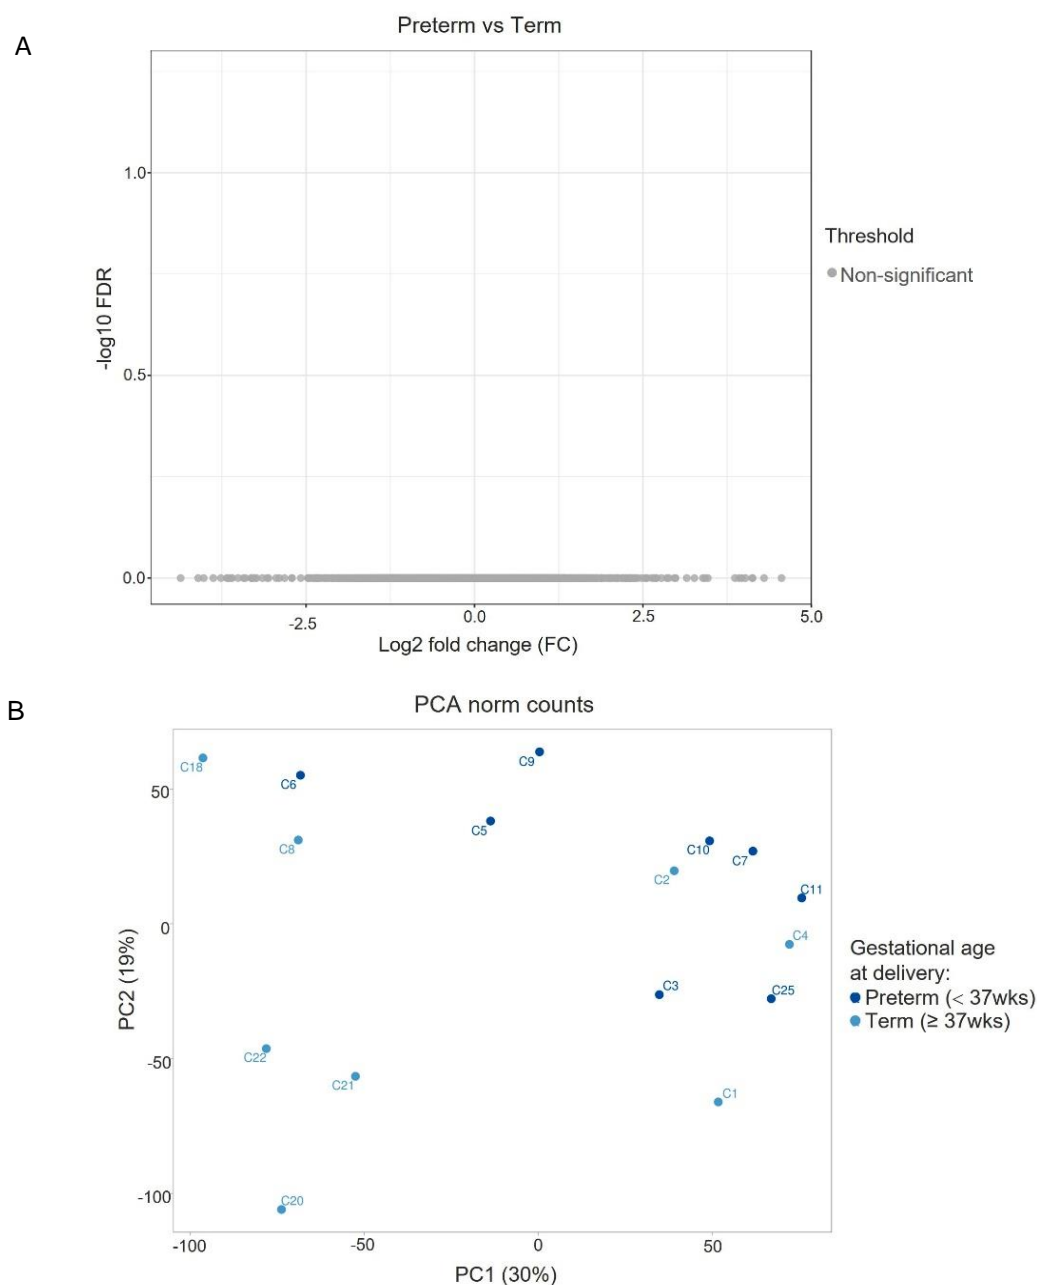 A
Preterm vs Term
1.0
0.5
0.0
-log10 FDR
-2.5
0.0
2.5
5.0
Log2 fold change (FC)
Threshold
Non-significant
B
PCA norm counts
50
0
-50
-100
PC2 (19%)
C18
C6
C9
C5
C8
C10
C7
C2
C11
C4
C3
C25
C22
C21
C1
C20
-100
-50
0
50
PC1 (30%)
Gestational age
at delivery:
Preterm (< 37wks)
Term (≥ 37wks)